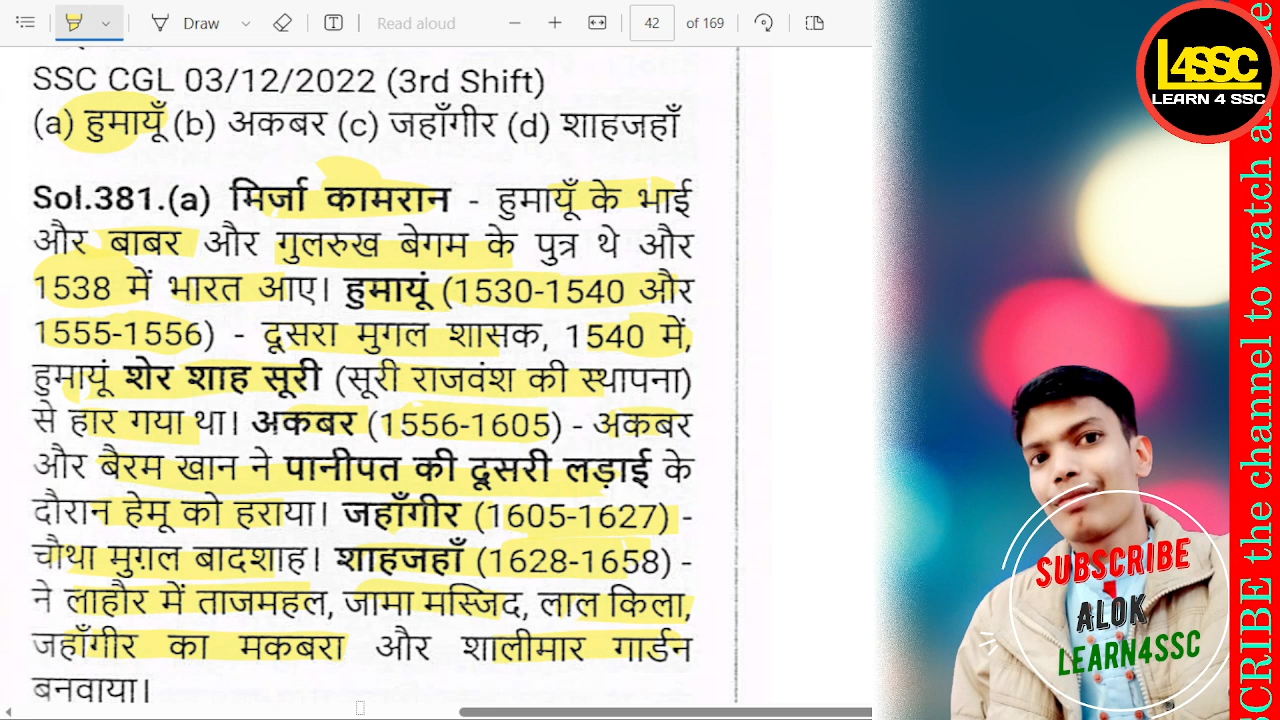 Draw
Read aloud
42
of 169
SSC CGL 03/12/2022 (3rd Shift)
(a) हुमायूँ (b) अकबर (c) जहाँगीर (d) शाहजहाँ
Sol.381.(a) मिर्जा कामरान - हुमायूँ के भाई
और बाबर और गुलरुख बेगम के पुत्र थे और
1538 में भारत आए। हुमायूं (1530-1540 और
1555-1556) - दूसरा मुगल शासक, 1540 में,
हुमायूं शेर शाह सूरी (सूरी राजवंश की स्थापना)
से हार गया था। अकबर (1556-1605) - अकबर
और बैरम खान ने पानीपत की दूसरी लड़ाई के
दौरान हेमू को हराया। जहाँगीर (1605-1627) -
चौथा मुग़ल बादशाह। शाहजहाँ (1628-1658) -
ने लाहौर में ताजमहल, जामा मस्जिद, लाल किला,
जहाँगीर का मकबरा और शालीमार गार्डन
बनवाया।
L4SSC
LEARN 4 SSC
SUBSCRIBE
ALOK
LEARN4SSC
SCRIBE the channel to watch a